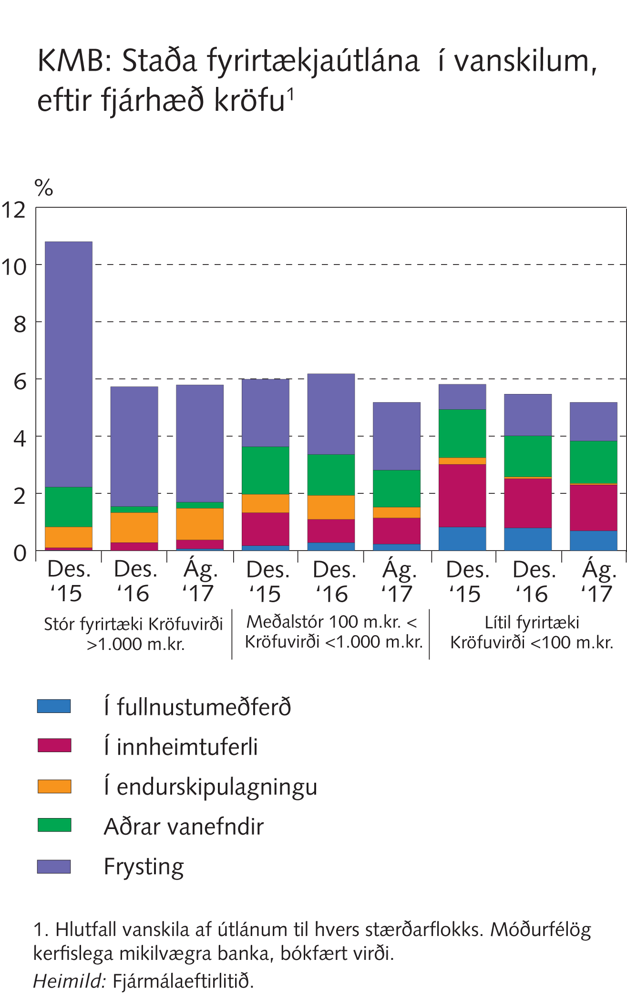 KMB: Staða fyrirtækjaútlána í vanskilum,
eftir fjárhæð kröfu¹
%
12
10
8
6
4
2
0
Des. Des. Ág. Des. Des. Ág. Des. Des. Ág.
‘15 ‘16 ‘17 ‘15 ‘16 ‘17 ‘15 ‘16 ‘17
Stór fyrirtæki Kröfuvirði
>1.000 m.kr.
Meðalstór 100 m.kr. <
Kröfuvirði <1.000 m.kr.
Lítil fyrirtæki
Kröfuvirði <100 m.kr.
Í fullnustumeðferð
Í innheimtuferli
Í endurskipulagningu
Aðrar vanefndir
Frysting
1. Hlutfall vanskila af útlánum til hvers stærðarflokks. Móðurfélög
kerfislega mikilvægra banka, bókfært virði.
Heimild: Fjármálaeftirlitið.